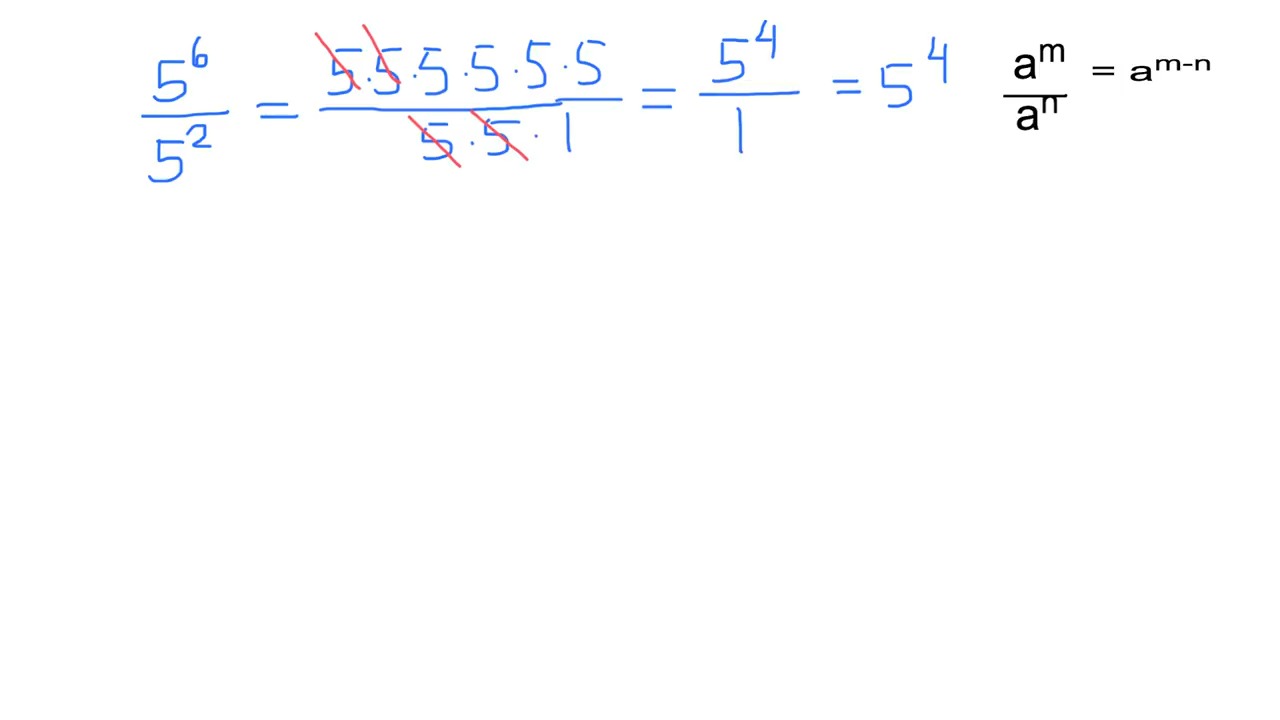 5^6/5^2 = 5·5·5·5·5·5/5·5·1 = 5^4/1 = 5^4 a^m/a^n = a^m-n